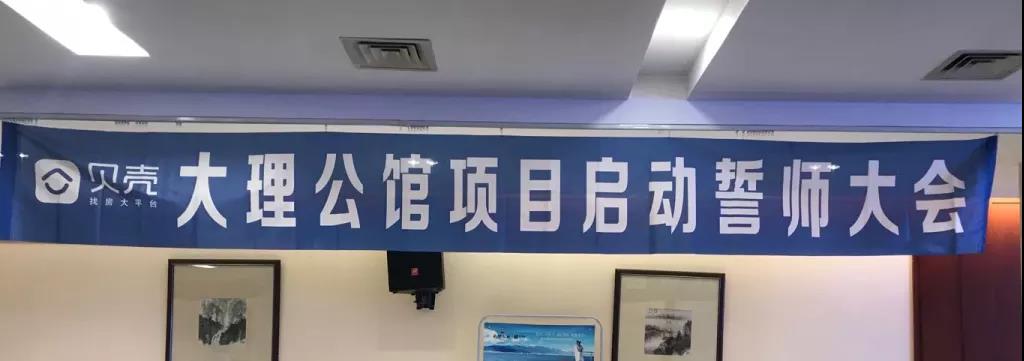 贝壳
找房大平台
大理公馆项目启动誓师大会